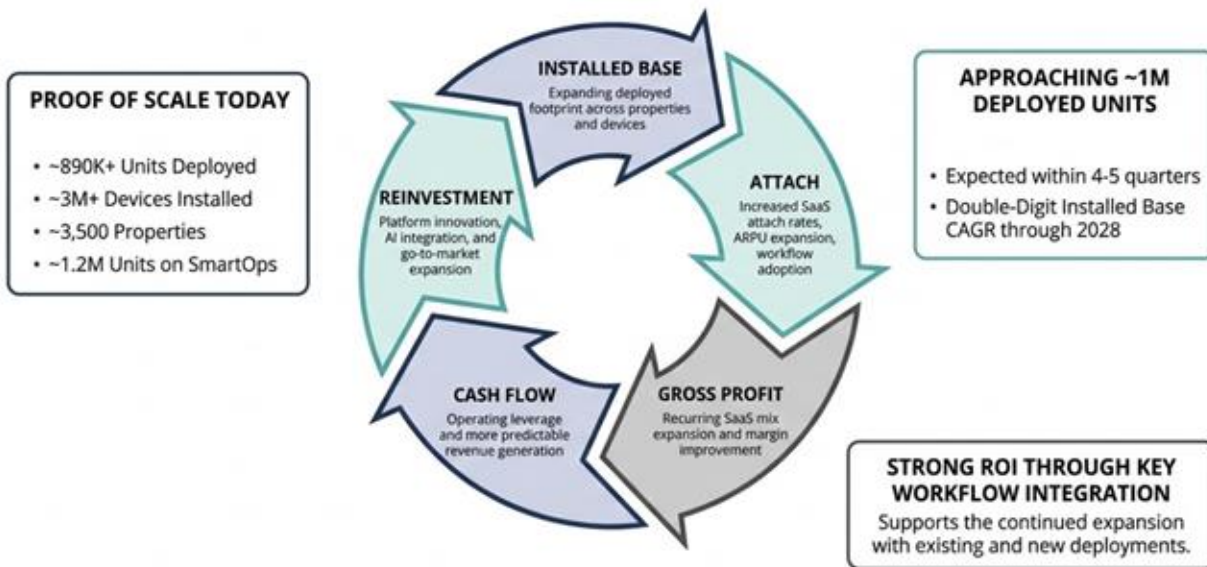 PROOF OF SCALE TODAY
• ~890K+ Units Deployed
• ~3M+ Devices Installed
• ~3,500 Properties
• ~1.2M Units on SmartOps
INSTALLED BASE
Expanding deployed
footprint across properties
and devices
ATTACH
Increased SaaS
attach rates,
ARPU expansion,
workflow
adoption
GROSS PROFIT
Recurring SaaS mix
expansion and margin
improvement
CASH FLOW
Operating leverage
and more predictable
revenue generation
REINVESTMENT
Platform innovation,
AI integration, and
go-to-market
expansion
APPROACHING ~1M
DEPLOYED UNITS
• Expected within 4-5 quarters
• Double-Digit Installed Base
CAGR through 2028
STRONG ROI THROUGH KEY
WORKFLOW INTEGRATION
Supports the continued expansion
with existing and new deployments.